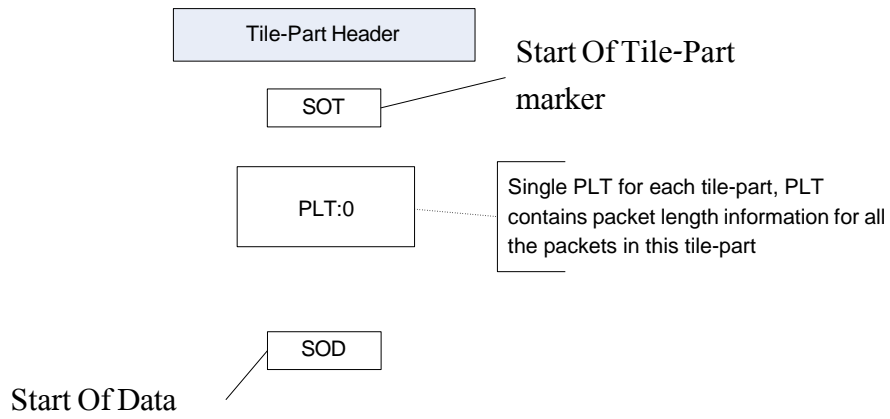 Tile-Part Header
Start Of Tile-Part
marker
SOT
PLT:0
Single PLT for each tile-part, PLT
contains packet length information for all
the packets in this tile-part
SOD
Start Of Data